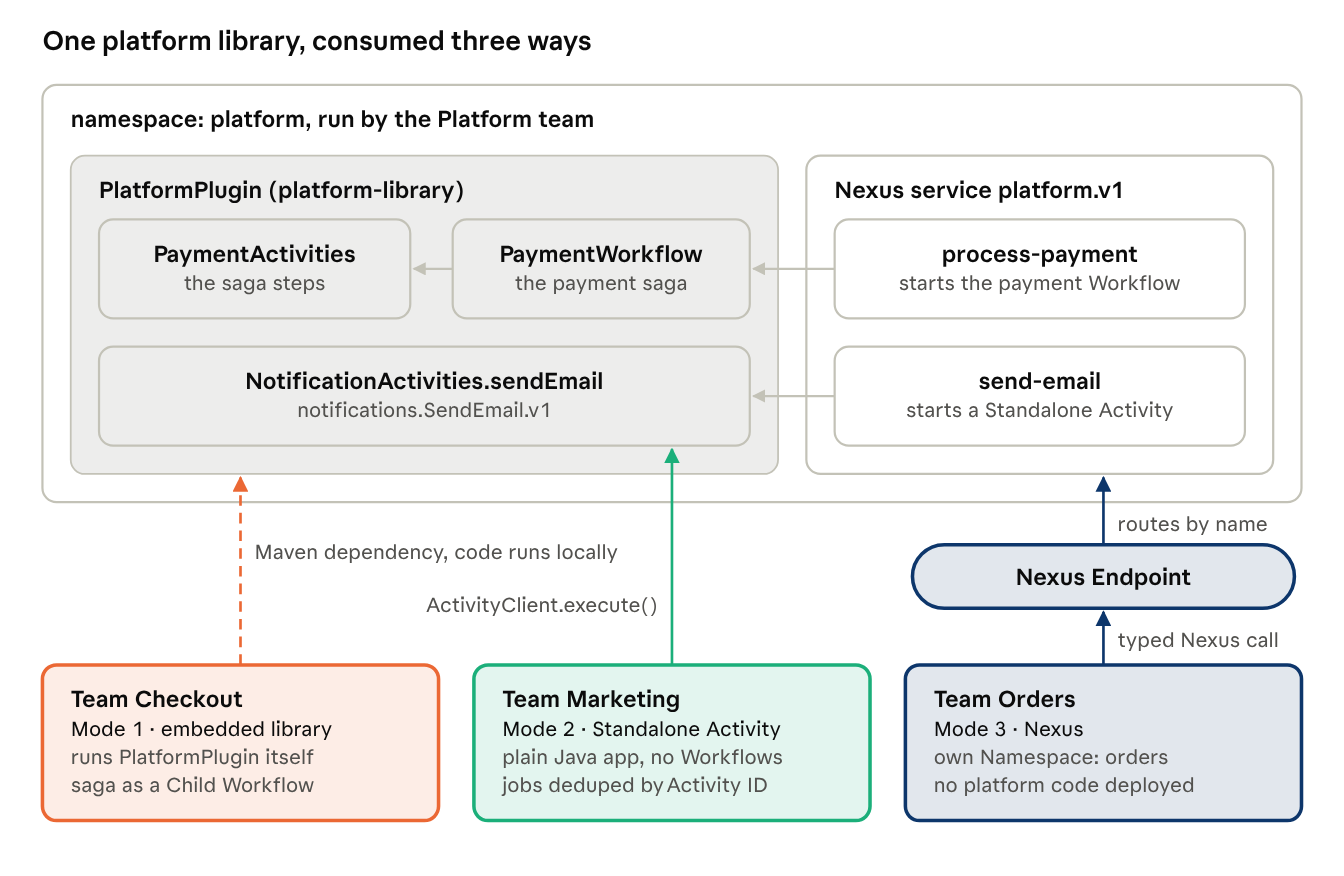 One platform library, consumed three ways
namespace: platform, run by the Platform team
PlatformPlugin (platform-library)
PaymentActivities
the saga steps
PaymentWorkflow
the payment saga
NotificationActivities.sendEmail
notifications.SendEmail.v1
Nexus service platform.v1
process-payment
starts the payment Workflow
send-email
starts a Standalone Activity
Maven dependency, code runs locally
ActivityClient.execute()
routes by name
Nexus Endpoint
typed Nexus call
Team Checkout
Mode 1 · embedded library
runs PlatformPlugin itself
saga as a Child Workflow
Team Marketing
Mode 2 · Standalone Activity
plain Java app, no Workflows
jobs deduped by Activity ID
Team Orders
Mode 3 · Nexus
own Namespace: orders
no platform code deployed